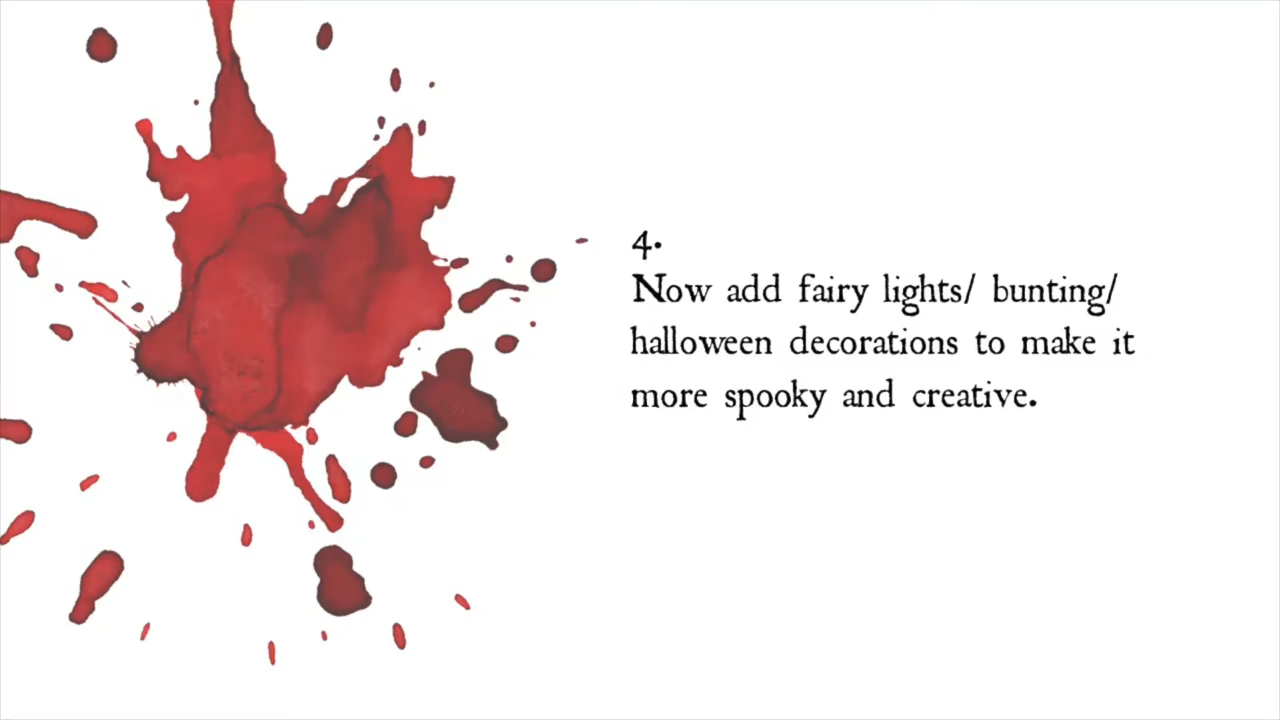 4.
Now add fairy lights/ bunting/
halloween decorations to make it
more spooky and creative.